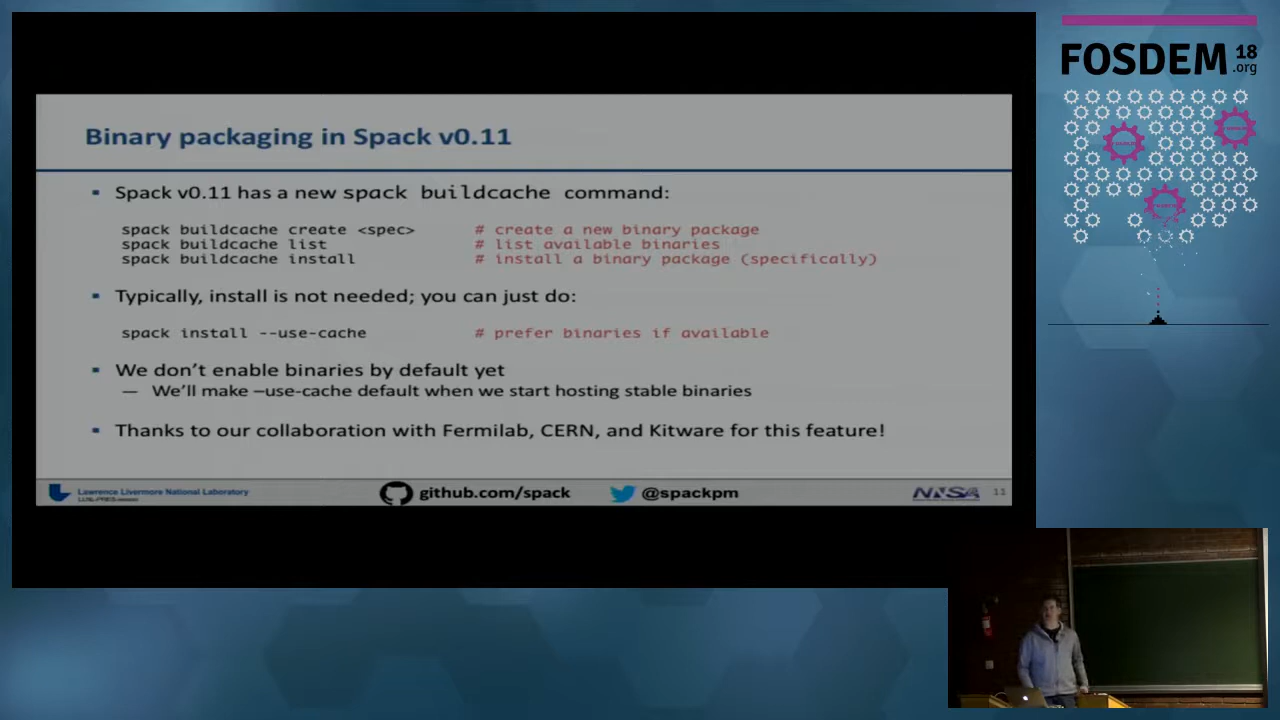 Binary packaging in Spack v0.11
▪ Spack v0.11 has a new spack buildcache command:
spack buildcache create <spec> # create a new binary package
spack buildcache list # list available binaries
spack buildcache install # install a binary package (specifically)
▪ Typically, install is not needed; you can just do:
spack install --use-cache # prefer binaries if available
▪ We don't enable binaries by default yet
— We'll make –use-cache default when we start hosting stable binaries
▪ Thanks to our collaboration with Fermilab, CERN, and Kitware for this feature!
Lawrence Livermore National Laboratory
github.com/spack
@spackpm
NNSA
11
FOSDEM 18
.org